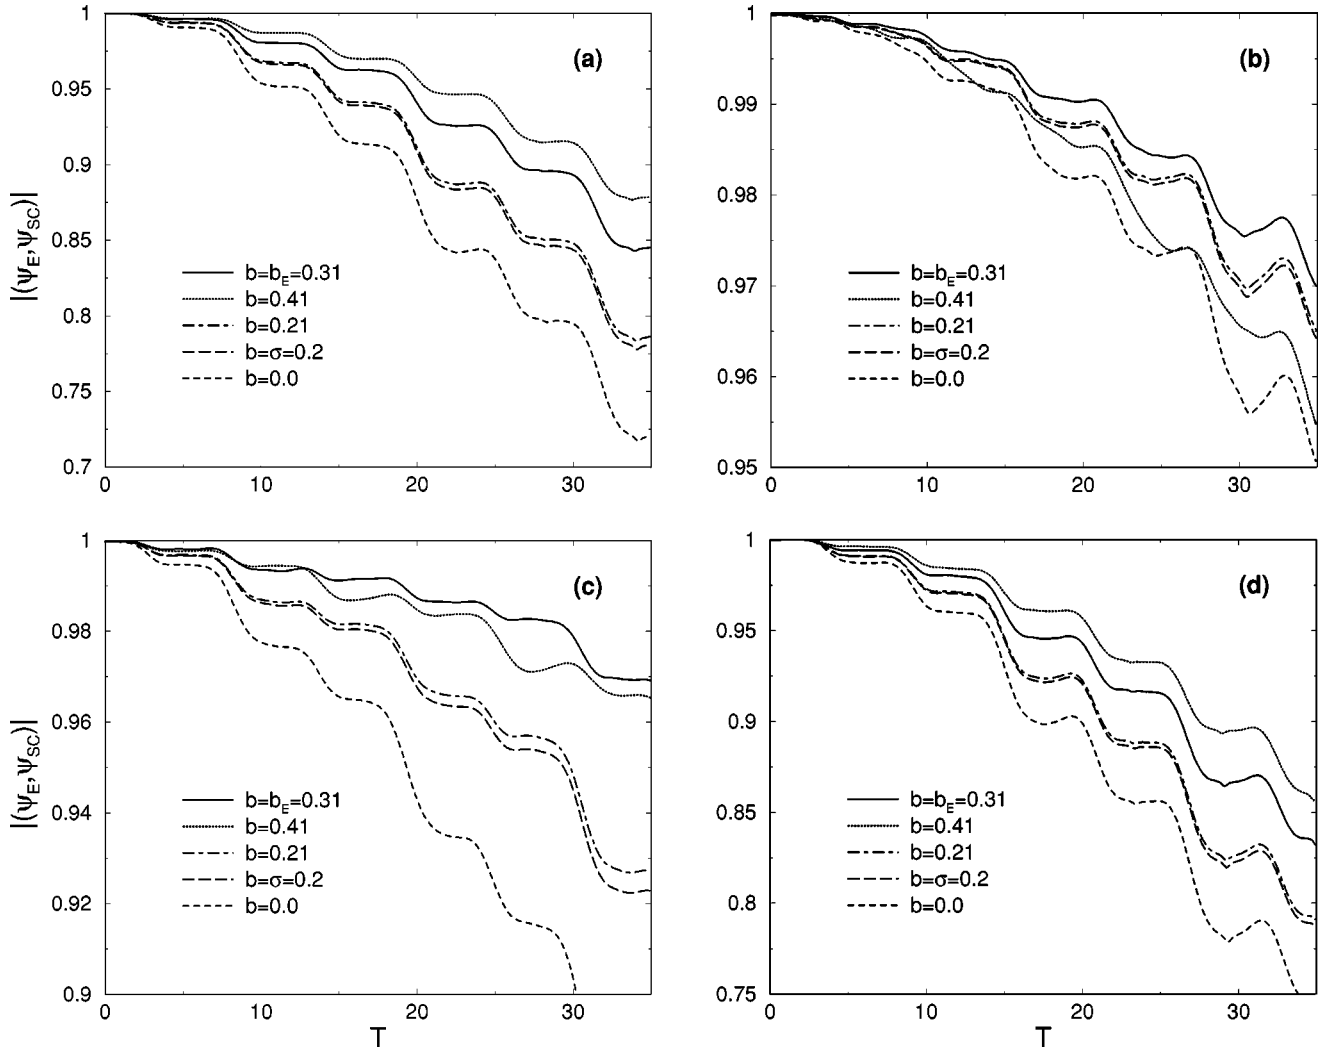 (a)
|(Ψ_E,Ψ_SC)|
1
0.95
0.9
0.85
0.8
0.75
0.7
b=b_E=0.31
b=0.41
b=0.21
b=σ=0.2
b=0.0
0 10 20 30
(b)
1
0.99
0.98
0.97
0.96
0.95
b=b_E=0.31
b=0.41
b=0.21
b=σ=0.2
b=0.0
0 10 20 30
(c)
|(Ψ_E,Ψ_SC)|
1
0.98
0.96
0.94
0.92
0.9
b=b_E=0.31
b=0.41
b=0.21
b=σ=0.2
b=0.0
0 10 20 30
T
(d)
1
0.95
0.9
0.85
0.8
0.75
b=b_E=0.31
b=0.41
b=0.21
b=σ=0.2
b=0.0
0 10 20 30
T